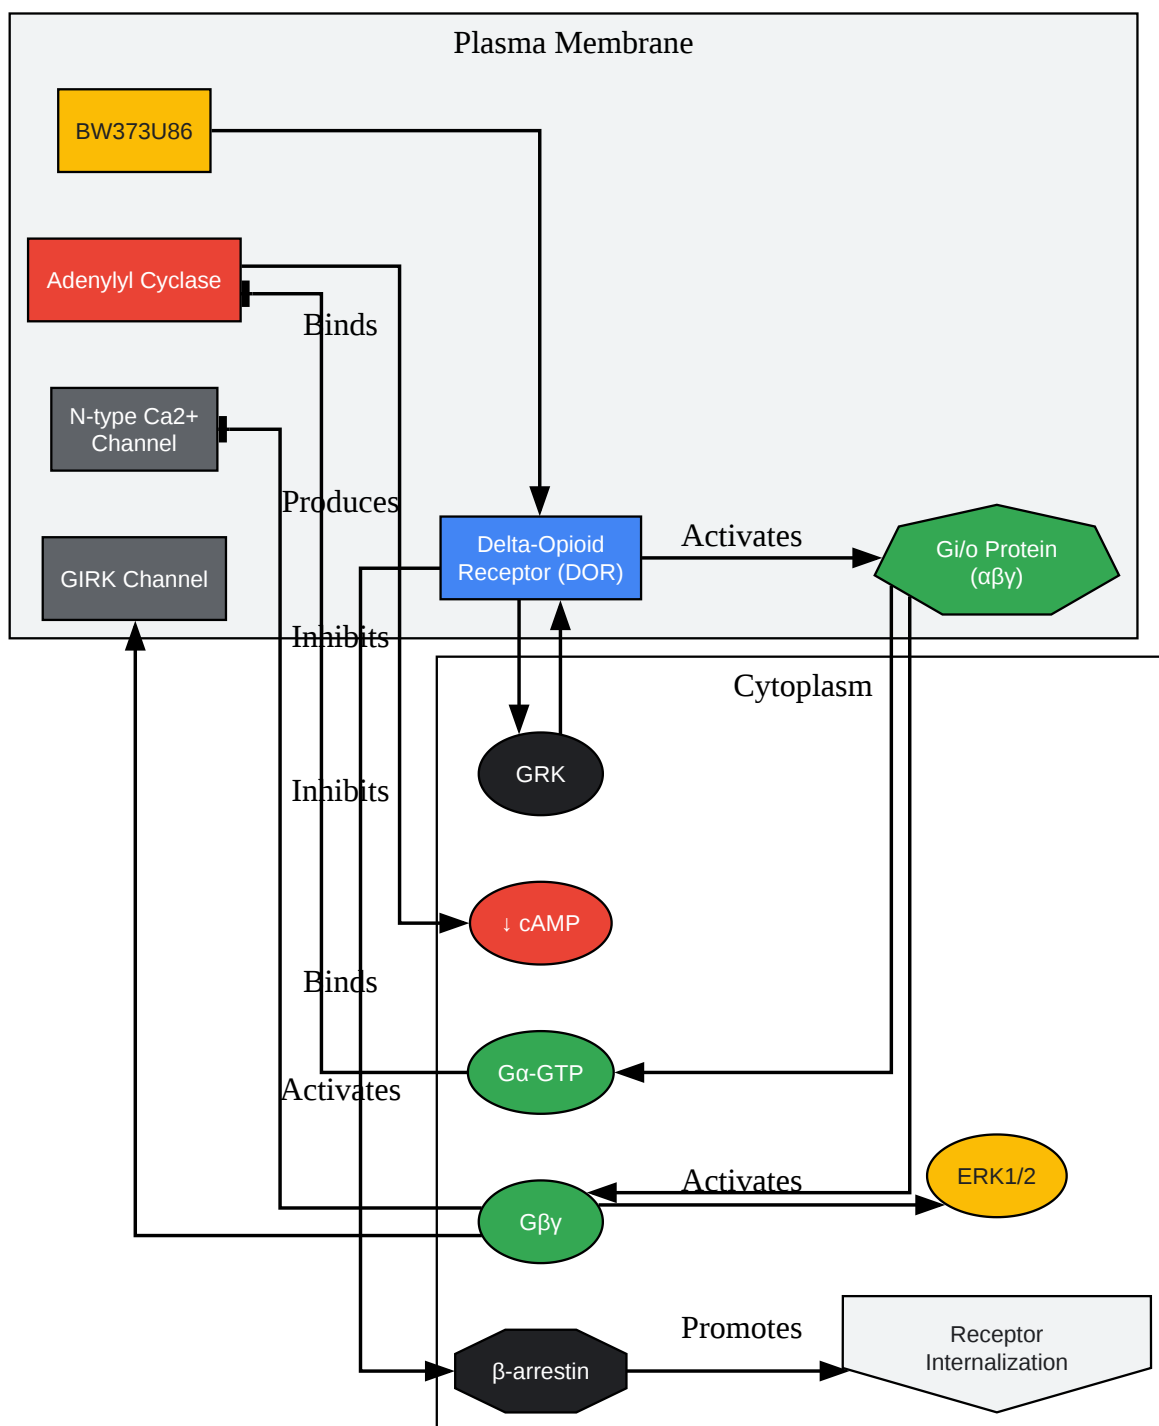 Plasma Membrane
BW373U86
Adenylyl Cyclase
Binds
N-type Ca2+
Channel
Produces
Delta-Opioid
Receptor (DOR)
Activates
Gi/o Protein
(αβγ)
GIRK Channel
Inhibits
Cytoplasm
GRK
Inhibits
↓ cAMP
Binds
Gα-GTP
Activates
Activates
ERK1/2
Gβγ
Promotes
Receptor
Internalization
β-arrestin